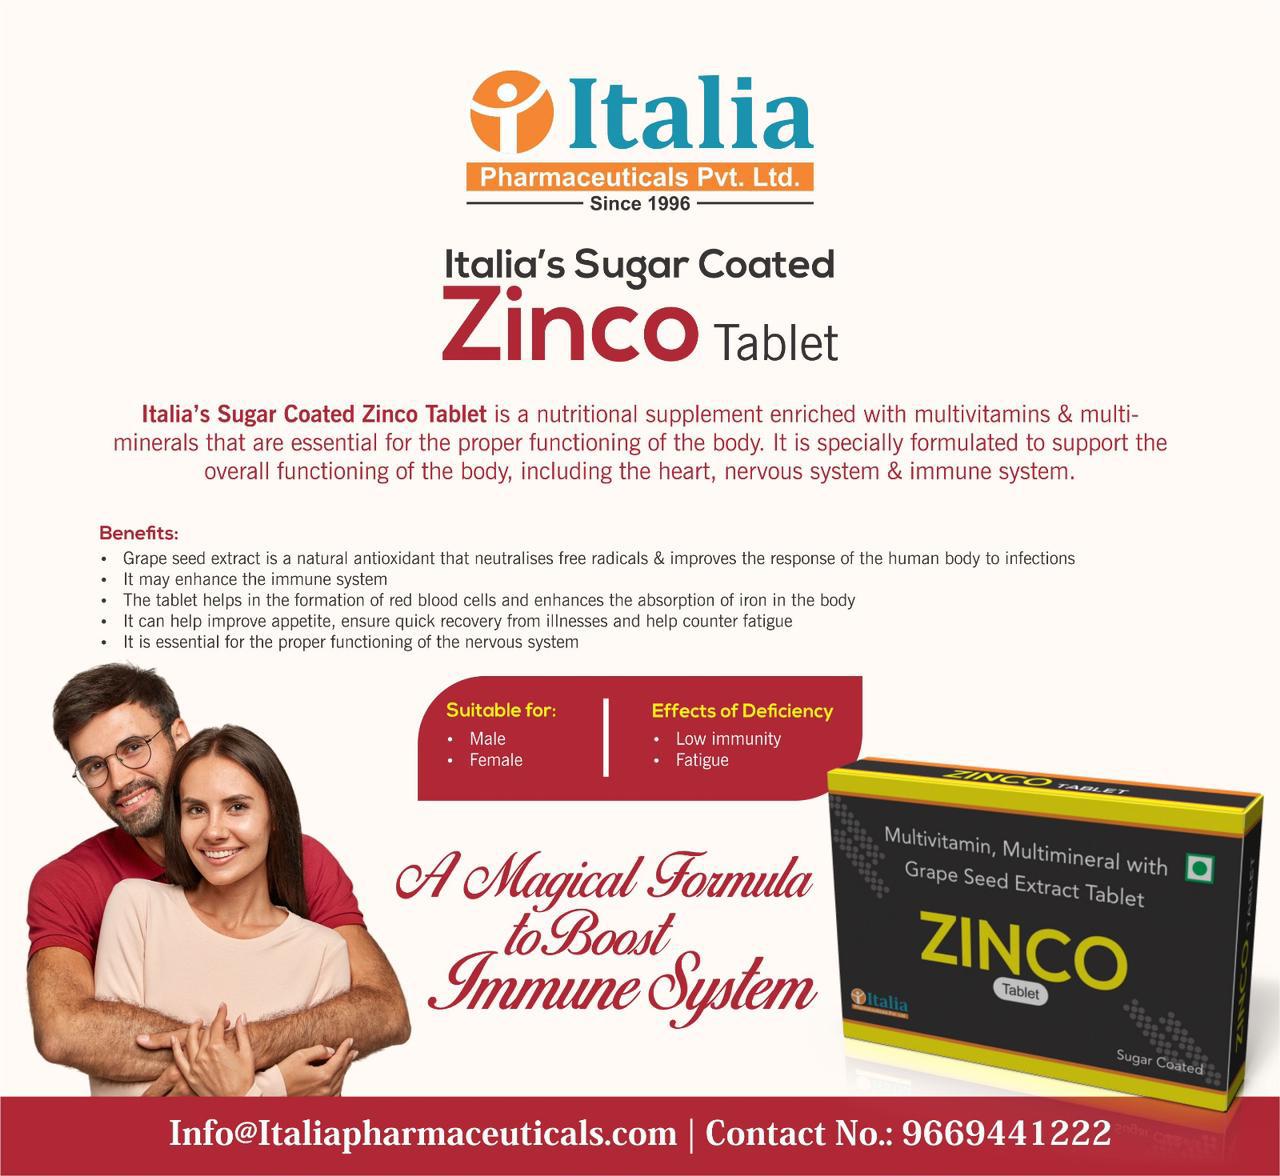 Italia
Pharmaceuticals Pvt. Ltd.
Since 1996
Italia's Sugar Coated
Zinco Tablet
Italia's Sugar Coated Zinco Tablet is a nutritional supplement enriched with multivitamins & multi-
minerals that are essential for the proper functioning of the body. It is specially formulated to support the
overall functioning of the body, including the heart, nervous system & immune system.
Benefits:
• Grape seed extract is a natural antioxidant that neutralises free radicals & improves the response of the human body to infections
• It may enhance the immune system
• The tablet helps in the formation of red blood cells and enhances the absorption of iron in the body
• It can help improve appetite, ensure quick recovery from illnesses and help counter fatigue
• It is essential for the proper functioning of the nervous system
Suitable for:
• Male
• Female
Effects of Deficiency
• Low immunity
• Fatigue
A Magical Formula
to Boost
Immune System
ZINCO TABLET
Multivitamin, Multimineral with
Grape Seed Extract Tablet
ZINCO
Tablet
Italia
Sugar Coated
ZINCO TABLET
Info@Italiapharmaceuticals.com | Contact No.: 9669441222